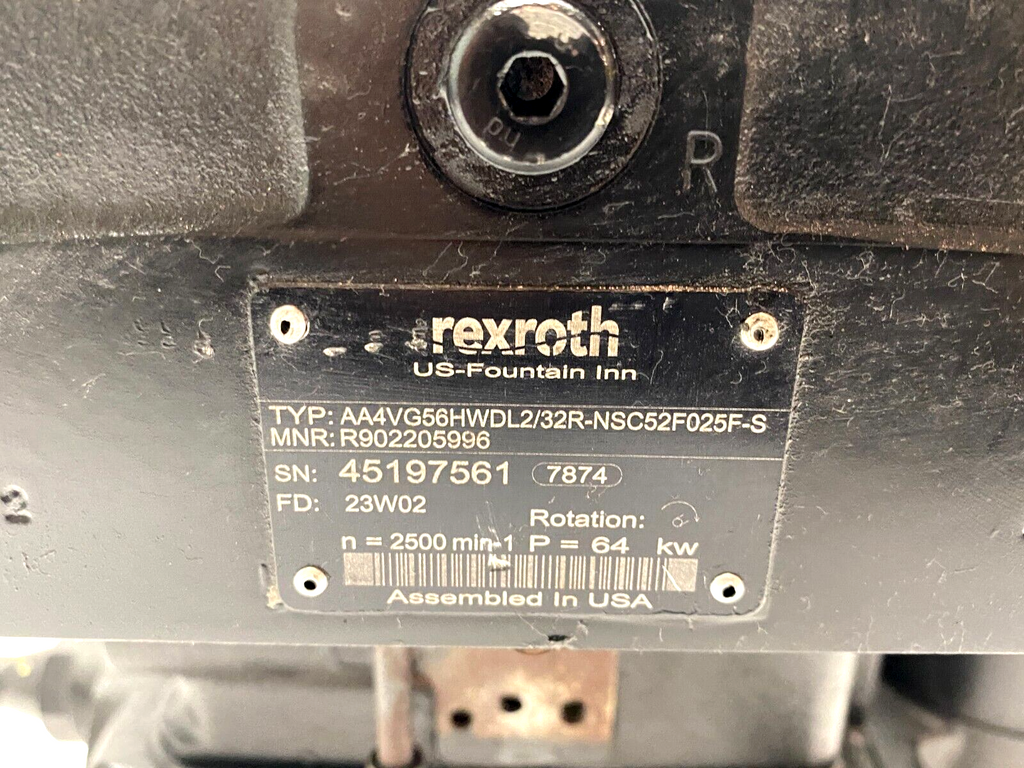 R
rexroth
US-Fountain Inn
TYP: AA4VG56HWDL2/32R-NSC52F025F-S
MNR: R902205996
SN: 45197561 7874
FD: 23W02
Rotation:
n = 2500 min-1 P = 64 kw
Assembled In USA
2